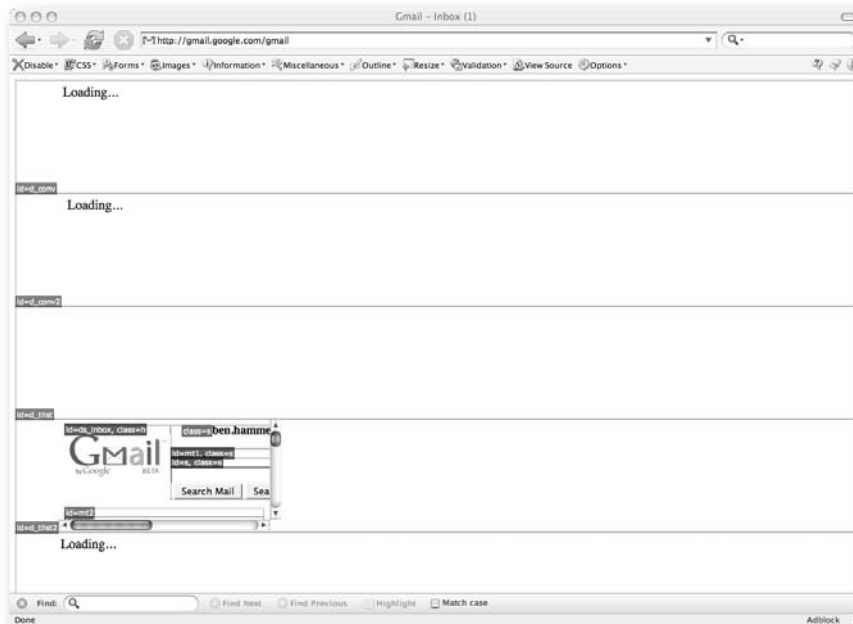 Gmail – Inbox (1)
http://gmail.google.com/gmail
Disable CSS Forms Images Information Miscellaneous Outline Resize Validation View Source Options
Loading...
id=d_conv
Loading...
id=d_conv2
id=d_tlist
id=ds_inbox, class=h
class=s ben.hamme
GMail
by Google BETA
id=mt1, class=s
id=s, class=s
Search Mail Sea
id=mt2
id=d_tlist2
Loading...
Find: Find Next Find Previous Highlight Match case
Done Adblock